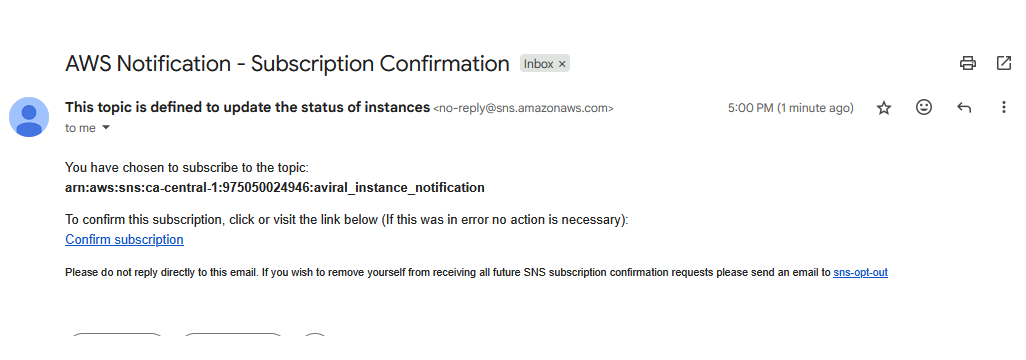 AWS Notification - Subscription Confirmation Inbox ×
This topic is defined to update the status of instances <no-reply@sns.amazonaws.com> 5:00 PM (1 minute ago)
to me
You have chosen to subscribe to the topic:
arn:aws:sns:ca-central-1:975050024946:aviral_instance_notification
To confirm this subscription, click or visit the link below (If this was in error no action is necessary):
Confirm subscription
Please do not reply directly to this email. If you wish to remove yourself from receiving all future SNS subscription confirmation requests please send an email to sns-opt-out